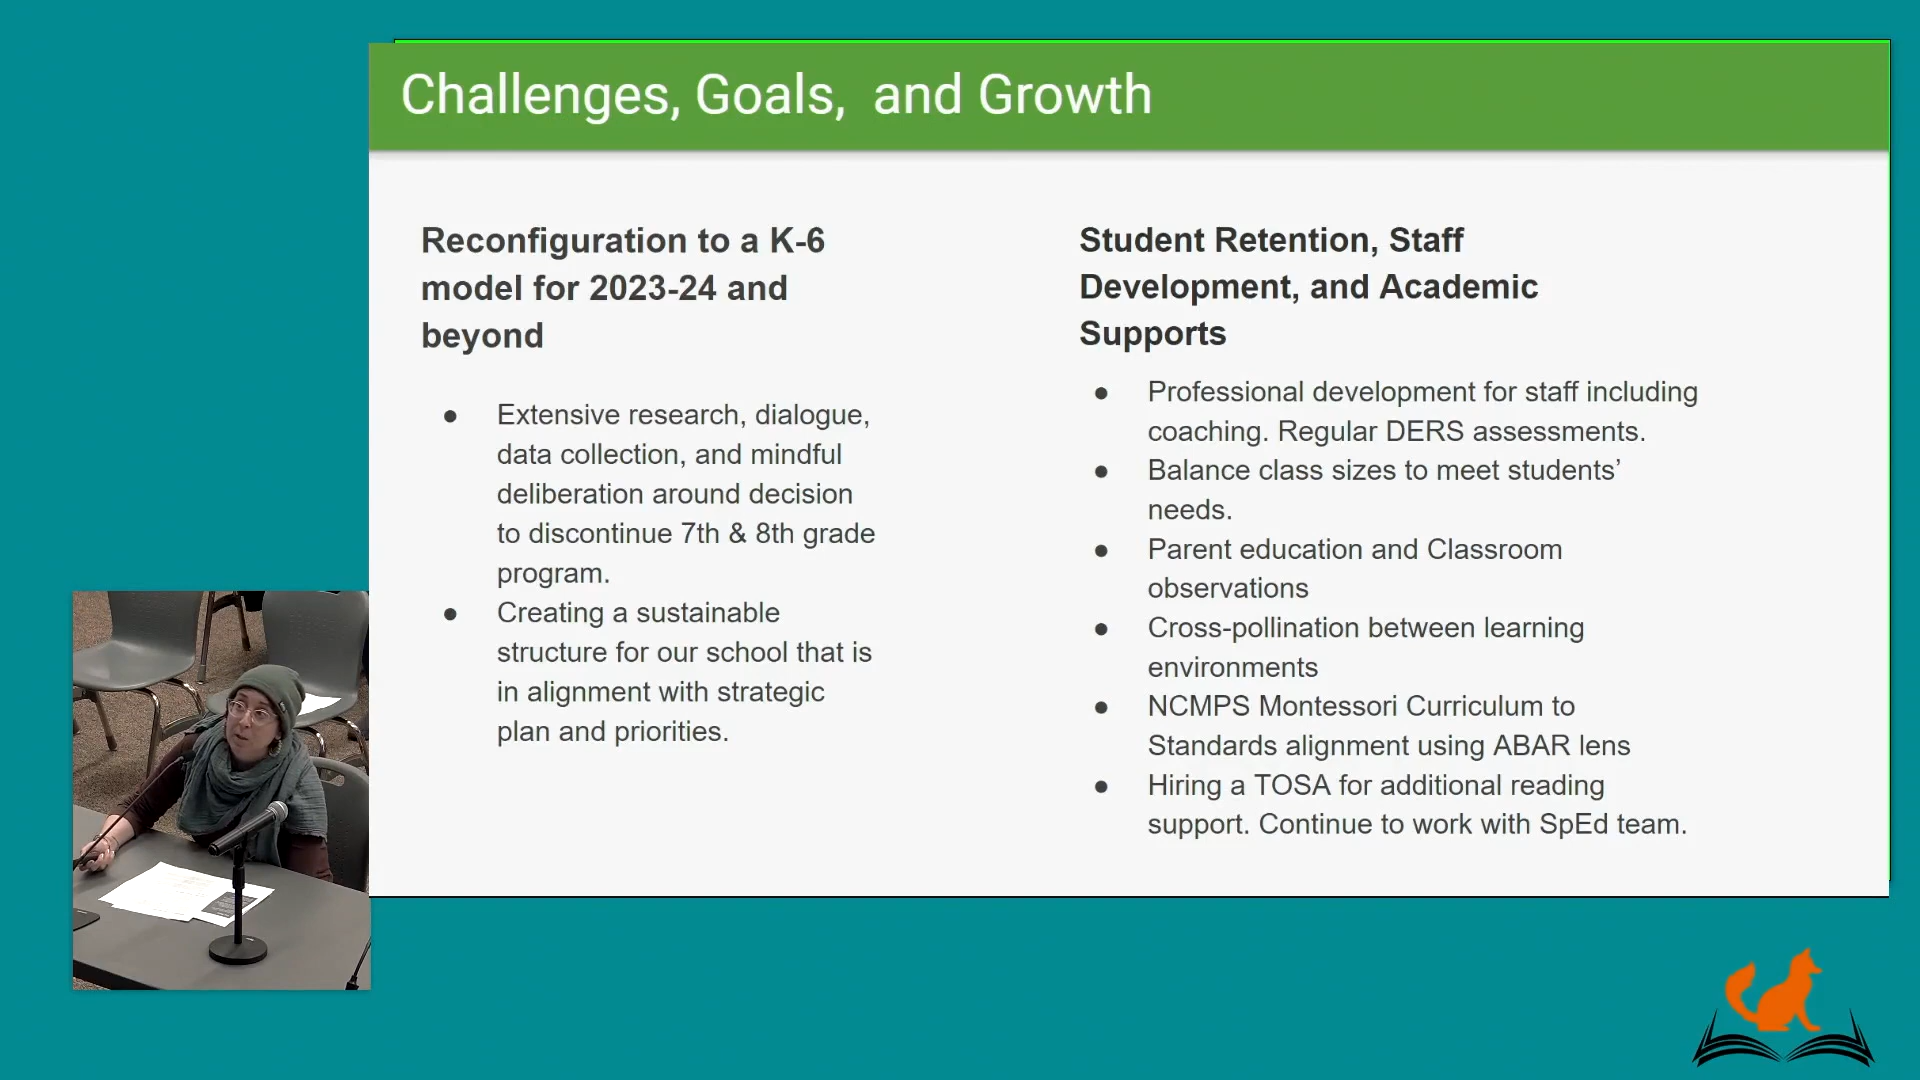 Challenges, Goals,  and Growth
Reconfiguration to a K-6
model for 2023-24 and
beyond
● Extensive research, dialogue,
data collection, and mindful
deliberation around decision
to discontinue 7th & 8th grade
program.
● Creating a sustainable
structure for our school that is
in alignment with strategic
plan and priorities.
Student Retention, Staff
Development, and Academic
Supports
● Professional development for staff including
coaching. Regular DERS assessments.
● Balance class sizes to meet students’
needs.
● Parent education and Classroom
observations
● Cross-pollination between learning
environments
● NCMPS Montessori Curriculum to
Standards alignment using ABAR lens
● Hiring a TOSA for additional reading
support. Continue to work with SpEd team.